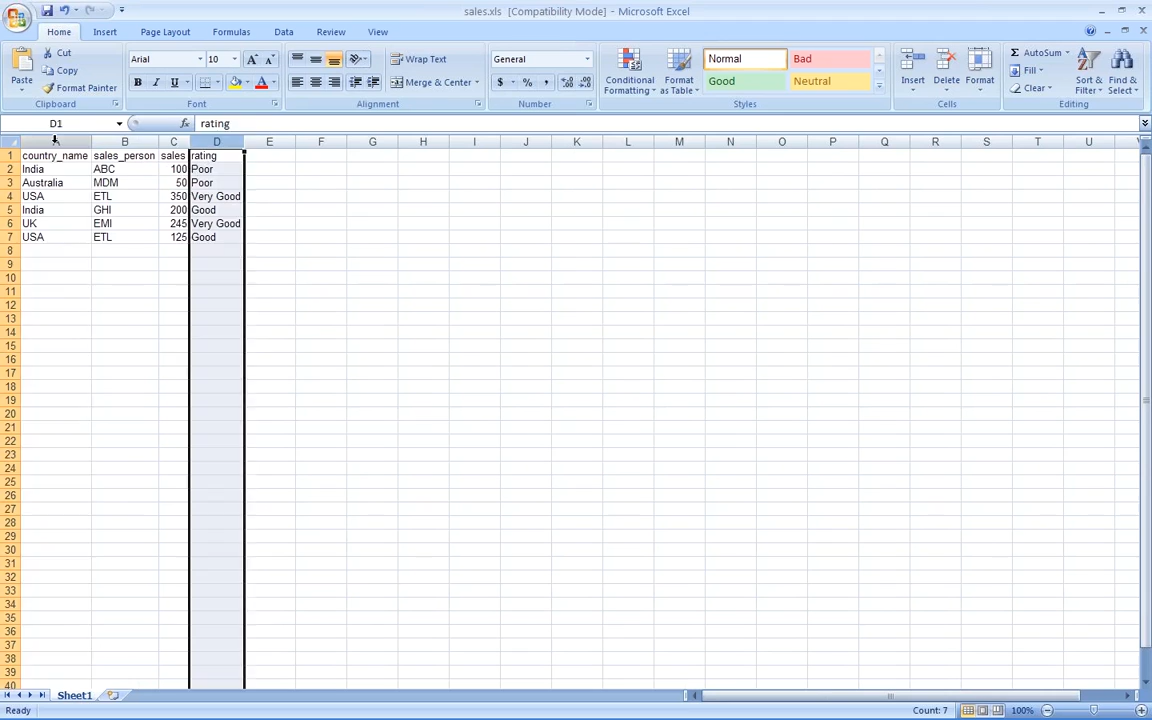 sales.xls [Compatibility Mode] - Microsoft Excel
Home Insert Page Layout Formulas Data Review View
Paste Cut Copy Format Painter Clipboard
Arial 10 A A B I U A Font
Wrap Text Merge & Center Alignment
General $ % , .0 .00 .00 .0 Number
Conditional Formatting Format as Table Normal Bad Good Neutral Styles
Insert Delete Format Cells
Σ AutoSum Fill Clear Sort & Filter Find & Select Editing
D1 fx rating
A B C D E F G H I J K L M N O P Q R S T U
1 country_name sales_person sales rating
2 India ABC 100 Poor
3 Australia MDM 50 Poor
4 USA ETL 350 Very Good
5 India GHI 200 Good
6 UK EMI 245 Very Good
7 USA ETL 125 Good
8
9
10
11
12
13
14
15
16
17
18
19
20
21
22
23
24
25
26
27
28
29
30
31
32
33
34
35
36
37
38
39
40
Sheet1
Ready Count: 7 100%